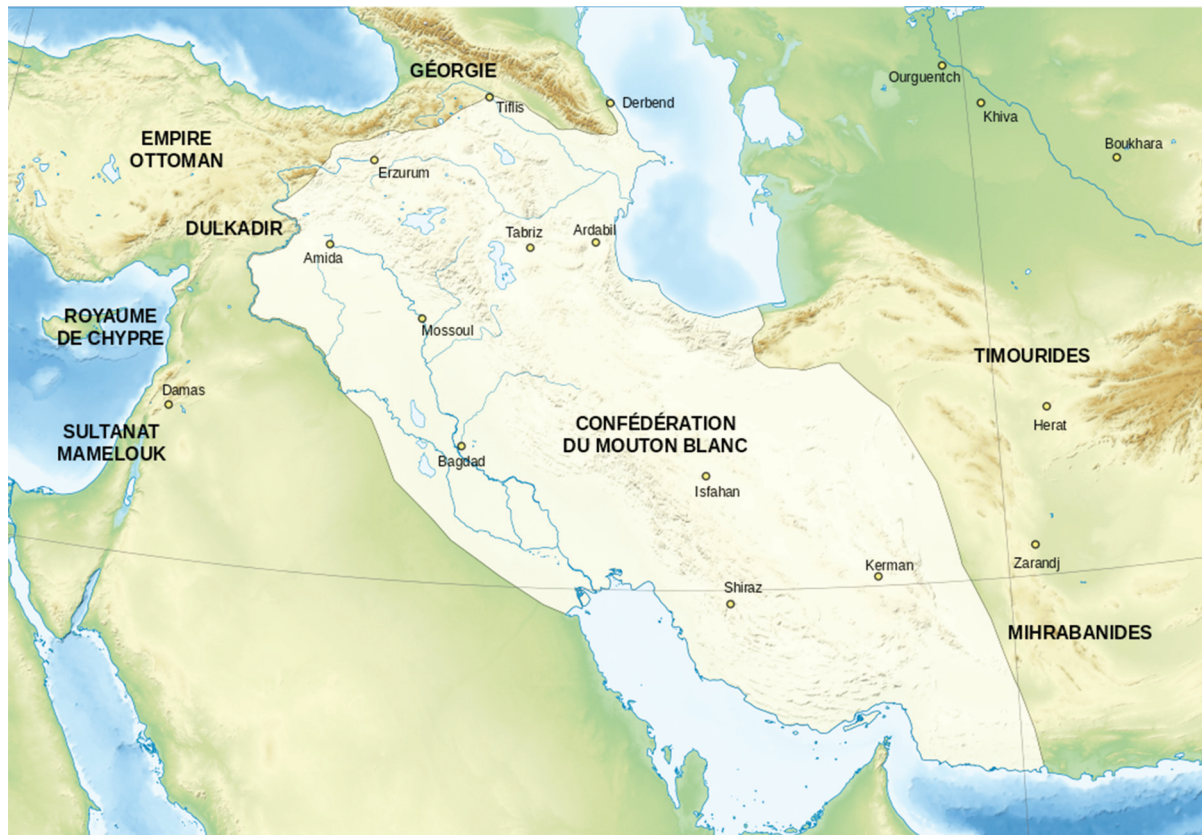 GÉORGIE
Ourguentch
Tiflis
Derbend
Khiva
EMPIRE
OTTOMAN
Boukhara
Erzurum
DULKADIR
Tabriz
Ardabil
Amida
ROYAUME
DE CHYPRE
Mossoul
TIMOURIDES
Damas
CONFÉDÉRATION
DU MOUTON BLANC
Herat
SULTANAT
MAMELOUK
Bagdad
Isfahan
Kerman
Zarandj
Shiraz
MIHRABANIDES